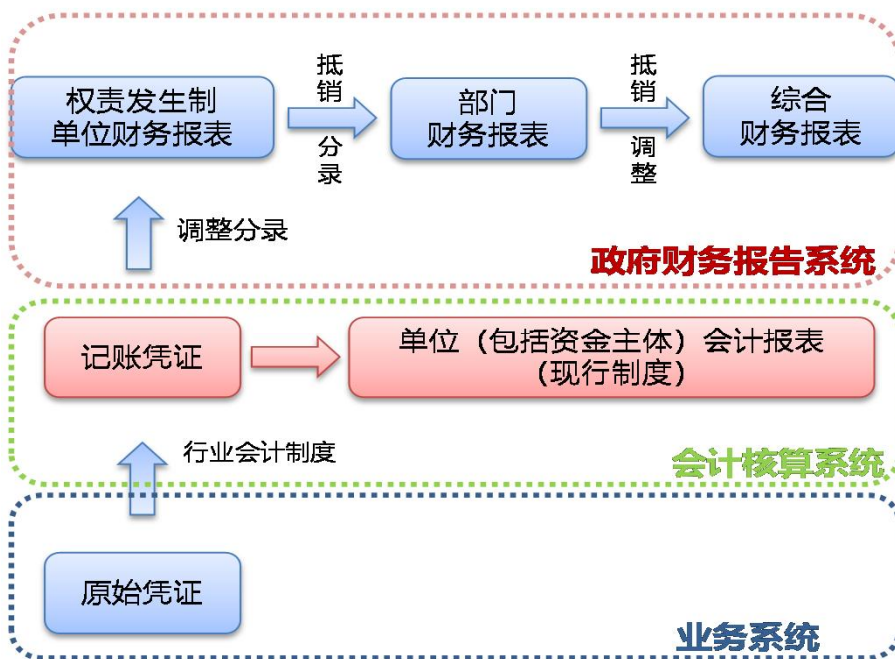 权责发生制
单位财务报表
抵销
分录
部门
财务报表
抵销
调整
综合
财务报表
调整分录
政府财务报告系统
记账凭证
单位（包括资金主体）会计报表
（现行制度）
行业会计制度
会计核算系统
原始凭证
业务系统